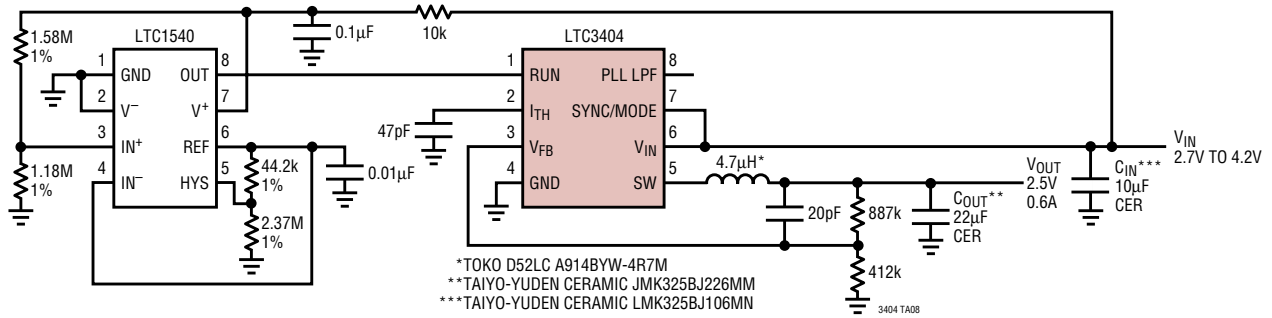 0.1μF
10k
1.58M
1%
LTC1540
LTC3404
1
GND
OUT
8
1
RUN
PLL LPF
8
2
V–
V+
7
2
ITH
SYNC/MODE
7
3
IN+
REF
6
47pF
3
VFB
VIN
6
1.18M
1%
4
IN–
HYS
5
44.2k
1%
0.01μF
4
GND
SW
5
4.7μH*
2.37M
1%
20pF
887k
COUT**
22μF
CER
VOUT
2.5V
0.6A
CIN***
10μF
CER
VIN
2.7V TO 4.2V
412k
*TOKO D52LC A914BYW-4R7M
**TAIYO-YUDEN CERAMIC JMK325BJ226MM
***TAIYO-YUDEN CERAMIC LMK325BJ106MN
3404 TA08